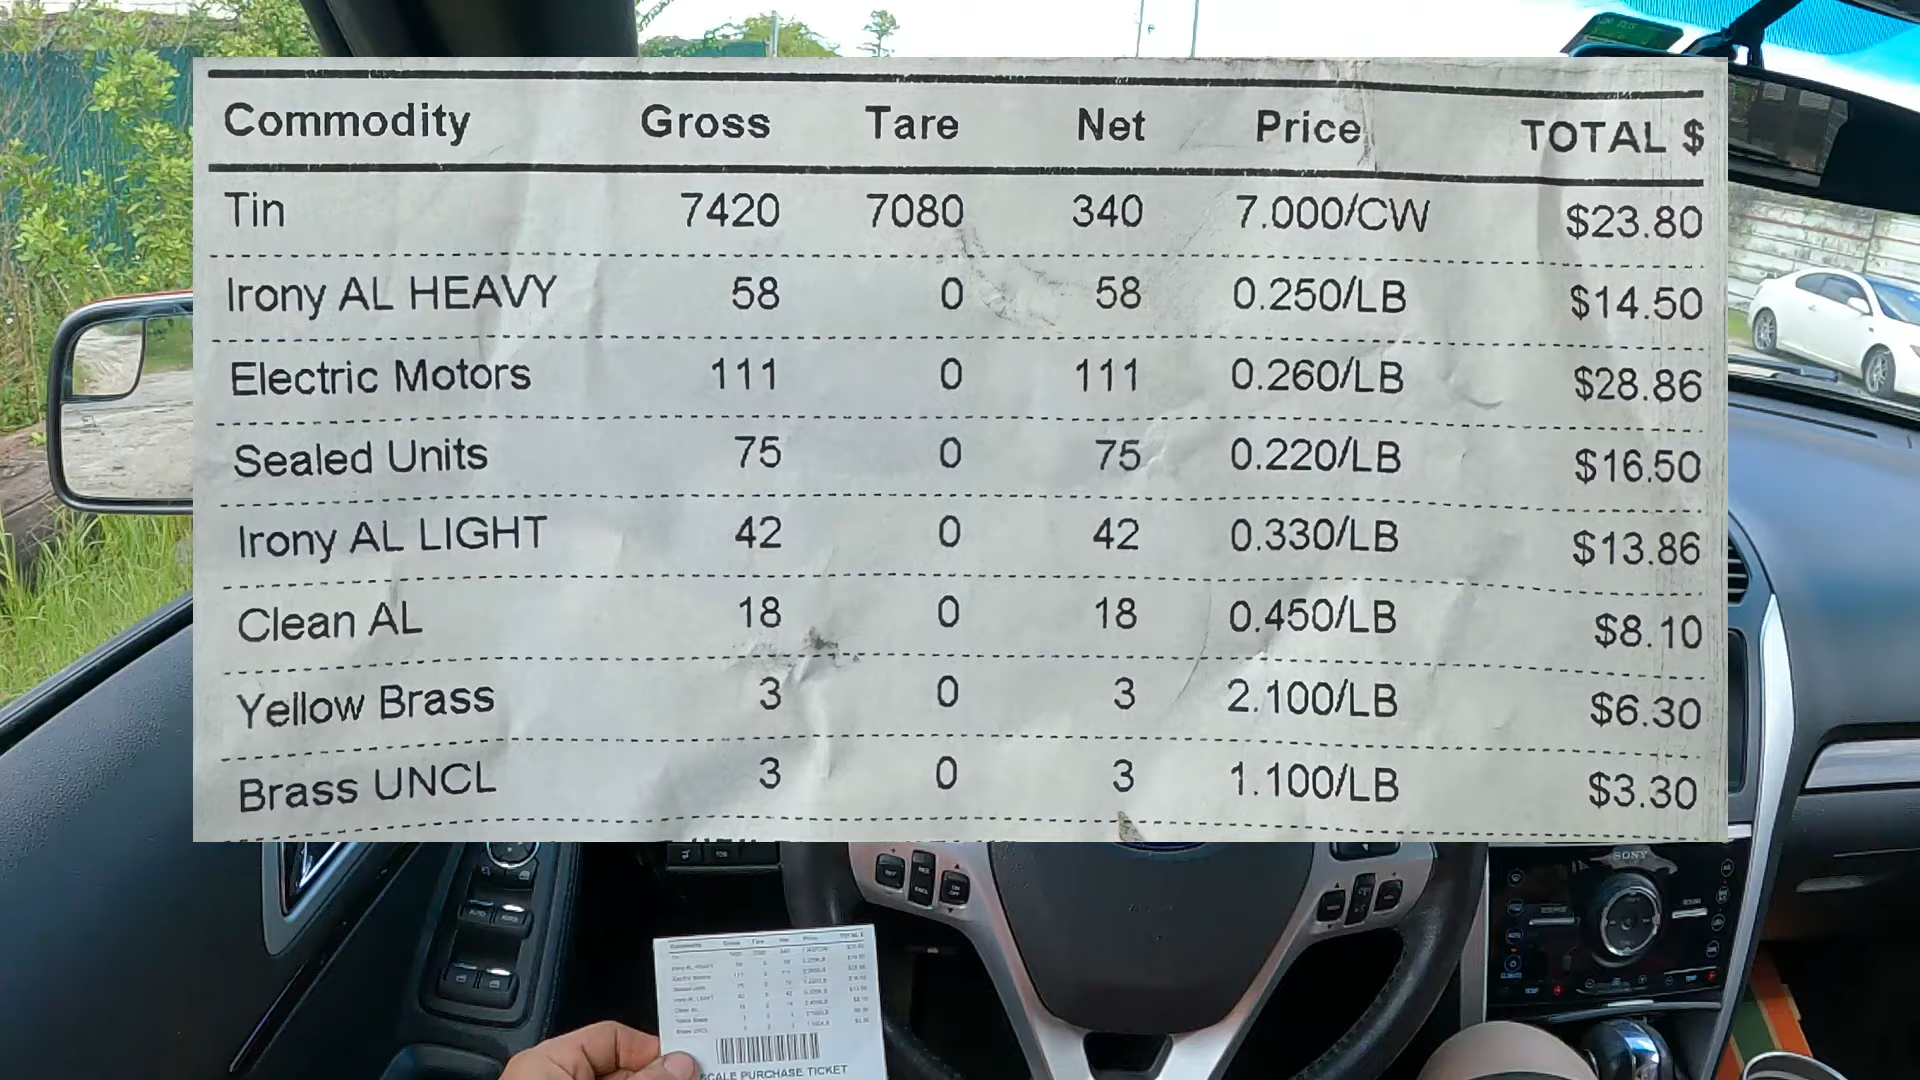 Commodity Gross Tare Net Price TOTAL $
Tin 7420 7080 340 7.000/CW $23.80
Irony AL HEAVY 58 0 58 0.250/LB $14.50
Electric Motors 111 0 111 0.260/LB $28.86
Sealed Units 75 0 75 0.220/LB $16.50
Irony AL LIGHT 42 0 42 0.330/LB $13.86
Clean AL 18 0 18 0.450/LB $8.10
Yellow Brass 3 0 3 2.100/LB $6.30
Brass UNCL 3 0 3 1.100/LB $3.30
SONY
SCALE PURCHASE TICKET